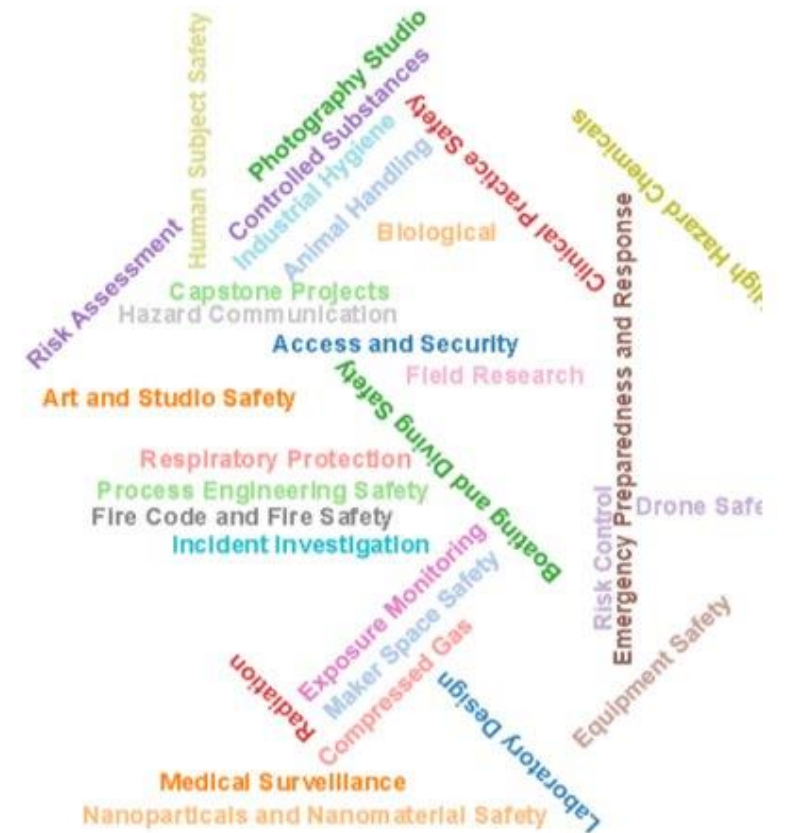 Human Subject Safety
Photography Studio
Controlled Substances
Industrial Hygiene
Animal Handling
Clinical Practice Safety
High Hazard Chemicals
Biological
Risk Assessment
Capstone Projects
Hazard Communication
Access and Security
Field Research
Art and Studio Safety
Boating and Diving Safety
Emergency Preparedness and Response
Respiratory Protection
Process Engineering Safety
Fire Code and Fire Safety
Incident Investigation
Risk Control
Drone Safe
Exposure Monitoring
Maker Space Safety
Compressed Gas
Radiation
Laboratory Design
Equipment Safety
Medical Surveillance
Nanoparticals and Nanomaterial Safety